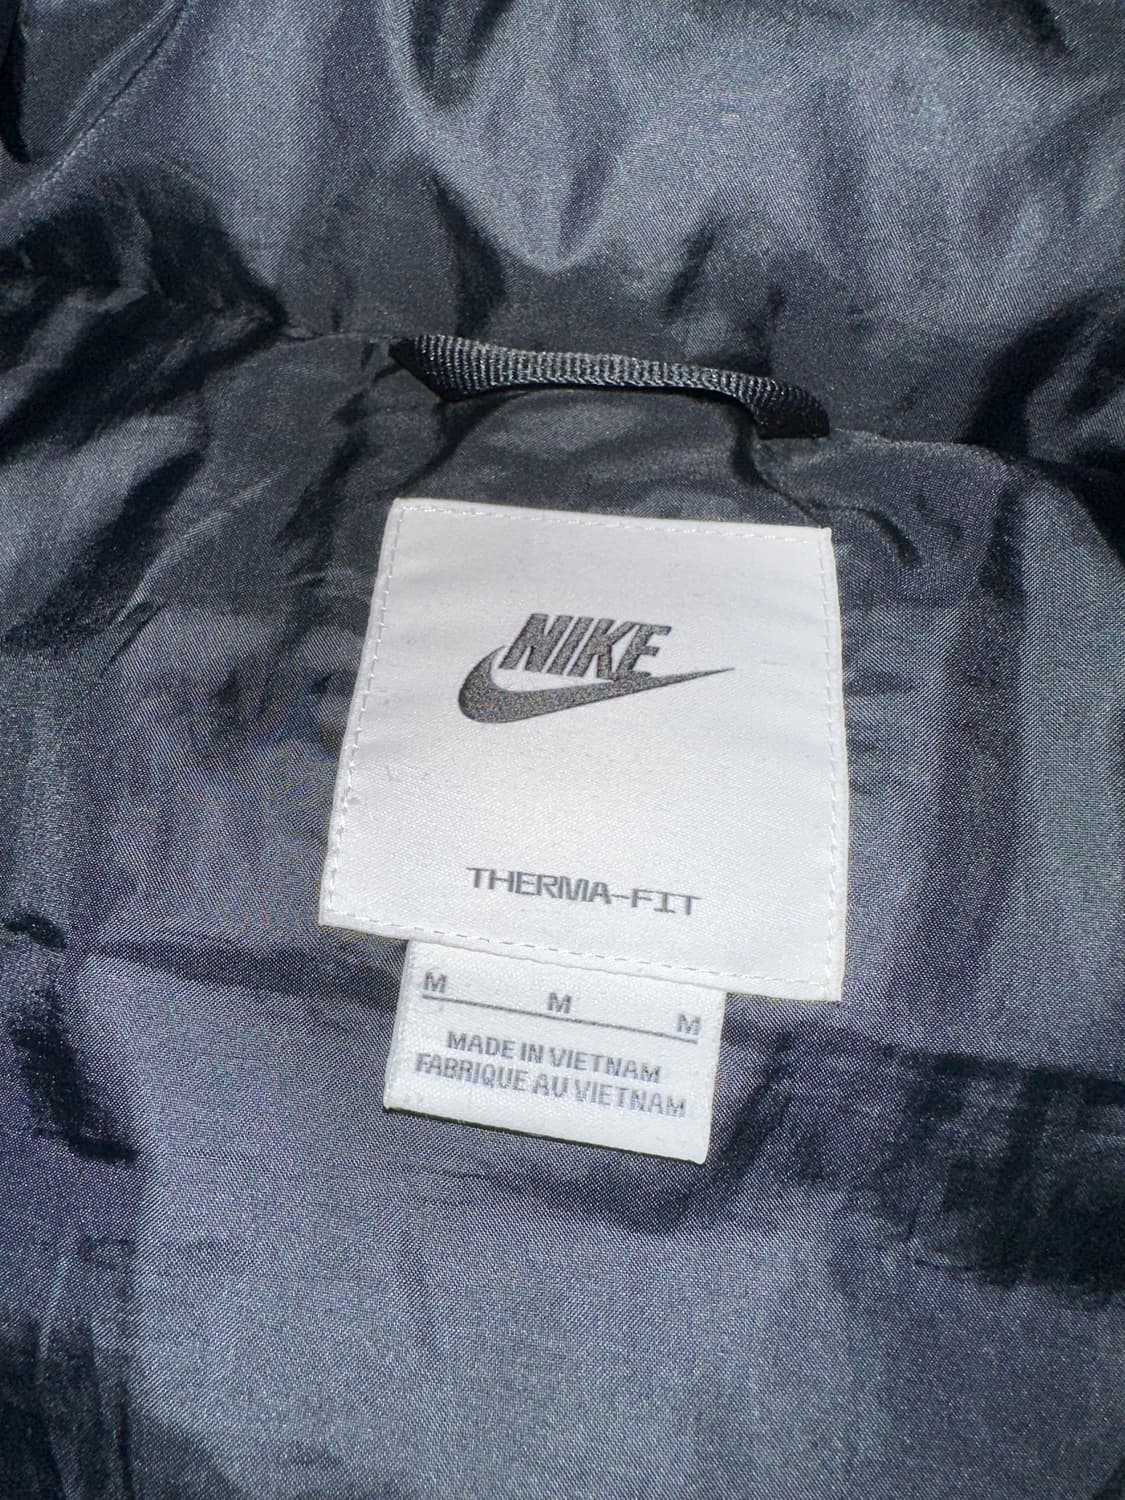 NIKE
THERMA-FIT
M M M
MADE IN VIETNAM
FABRIQUE AU VIETNAM